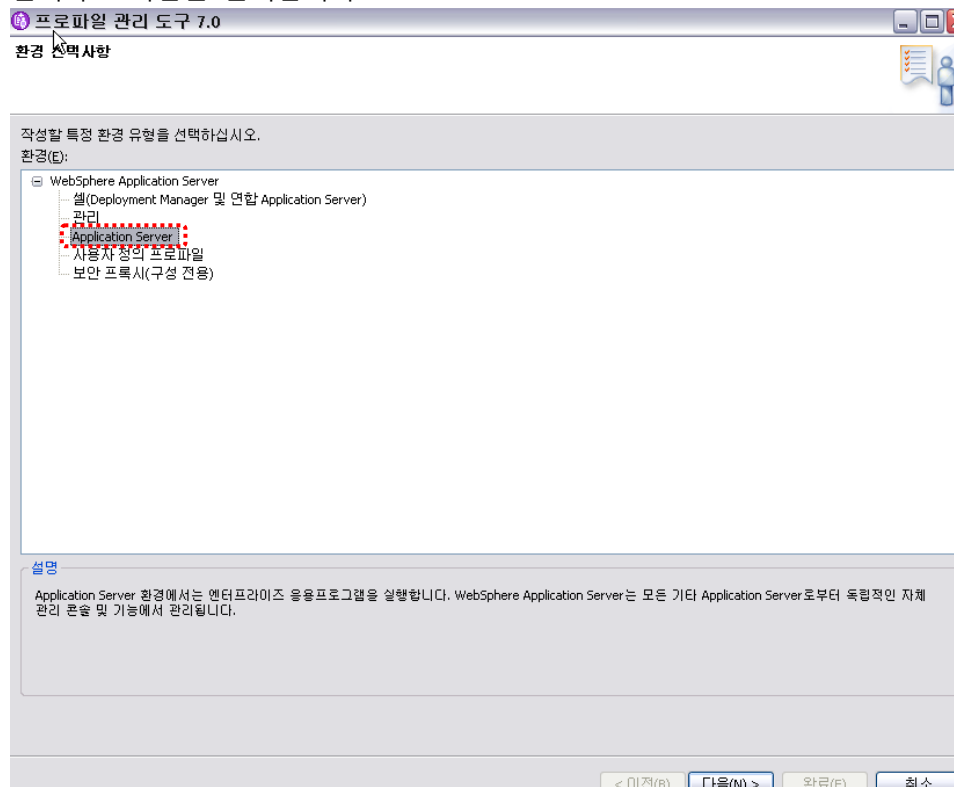 프로파일 관리 도구 7.0
환경 선택사항
작성할 특정 환경 유형을 선택하십시오.
환경(E):
WebSphere Application Server
셀(Deployment Manager 및 연합 Application Server)
관리
Application Server
사용자 정의 프로파일
보안 프록시(구성 전용)
설명
Application Server 환경에서는 엔터프라이즈 응용프로그램을 실행합니다. WebSphere Application Server는 모든 기타 Application Server로부터 독립적인 자체
관리 콘솔 및 기능에서 관리됩니다.
< 이전(B) 다음(N) > 완료(F) 취소